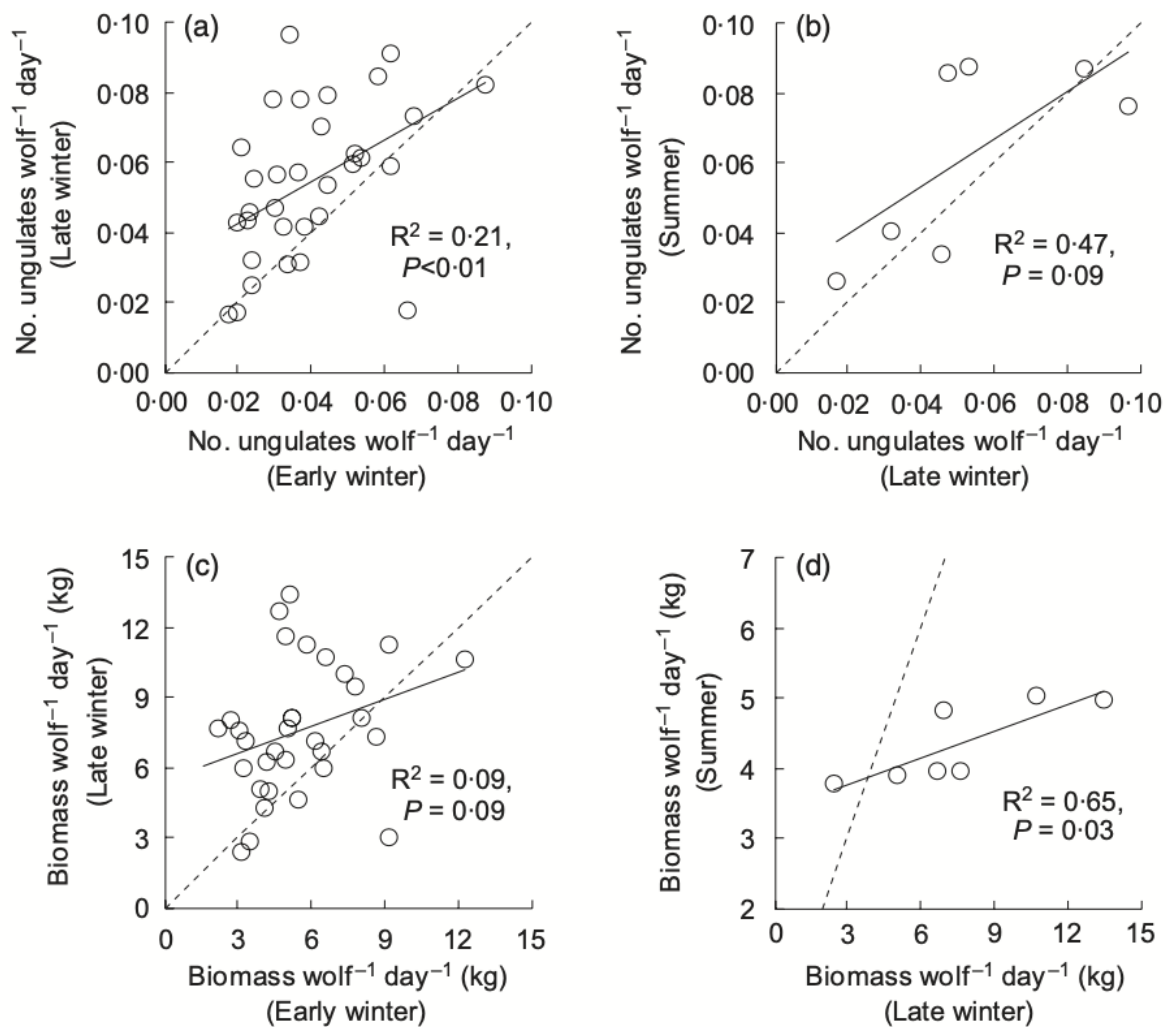 (a)
0·10
0·08
0·06
0·04
0·02
0·00
No. ungulates wolf⁻¹ day⁻¹
(Late winter)
R² = 0·21,
P<0·01
0·00 0·02 0·04 0·06 0·08 0·10
No. ungulates wolf⁻¹ day⁻¹
(Early winter)
(b)
0·10
0·08
0·06
0·04
0·02
0·00
No. ungulates wolf⁻¹ day⁻¹
(Summer)
R² = 0·47,
P = 0·09
0·00 0·02 0·04 0·06 0·08 0·10
No. ungulates wolf⁻¹ day⁻¹
(Late winter)
(c)
15
12
9
6
3
0
Biomass wolf⁻¹ day⁻¹ (kg)
(Late winter)
R² = 0·09,
P = 0·09
0 3 6 9 12 15
Biomass wolf⁻¹ day⁻¹ (kg)
(Early winter)
(d)
7
6
5
4
3
2
Biomass wolf⁻¹ day⁻¹ (kg)
(Summer)
R² = 0·65,
P = 0·03
0 3 6 9 12 15
Biomass wolf⁻¹ day⁻¹ (kg)
(Late winter)